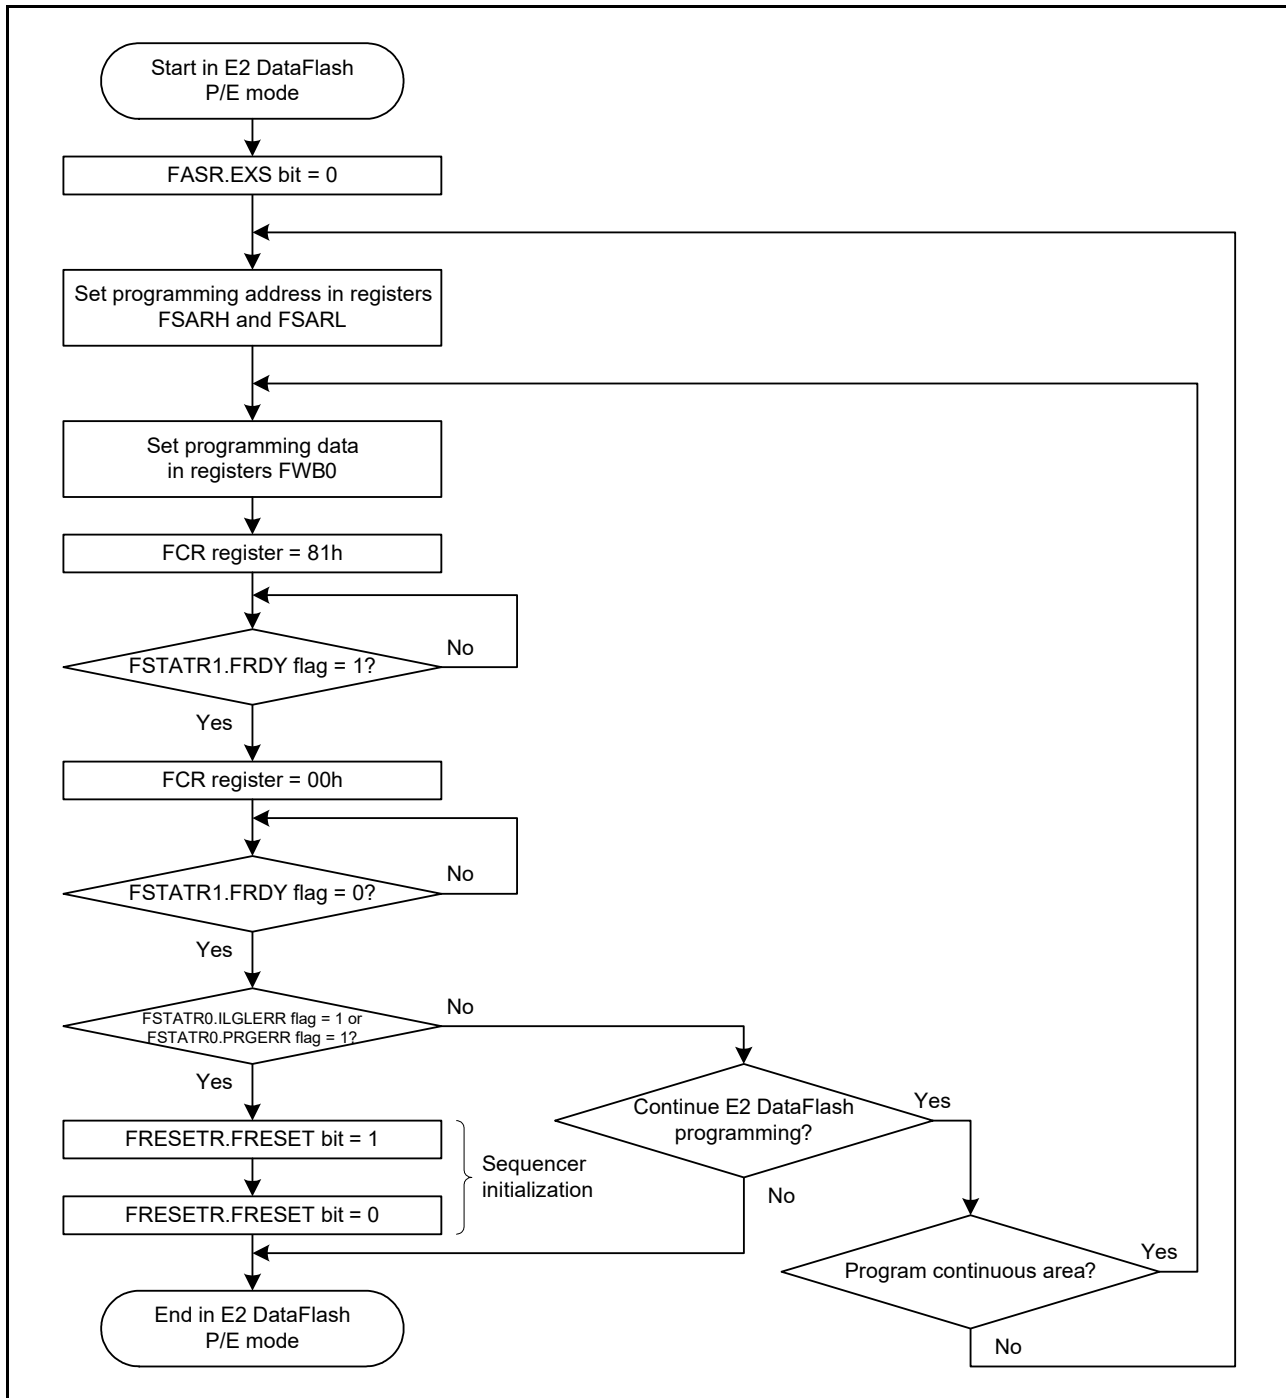 Start in E2 DataFlash
P/E mode
FASR.EXS bit = 0
Set programming address in registers
FSARH and FSARL
Set programming data
in registers FWB0
FCR register = 81h
FSTATR1.FRDY flag = 1?
No
Yes
FCR register = 00h
FSTATR1.FRDY flag = 0?
No
Yes
FSTATR0.ILGLERR flag = 1 or
FSTATR0.PRGERR flag = 1?
No
Yes
Continue E2 DataFlash
programming?
Yes
No
FRESETR.FRESET bit = 1
FRESETR.FRESET bit = 0
Sequencer
initialization
Program continuous area?
Yes
No
End in E2 DataFlash
P/E mode